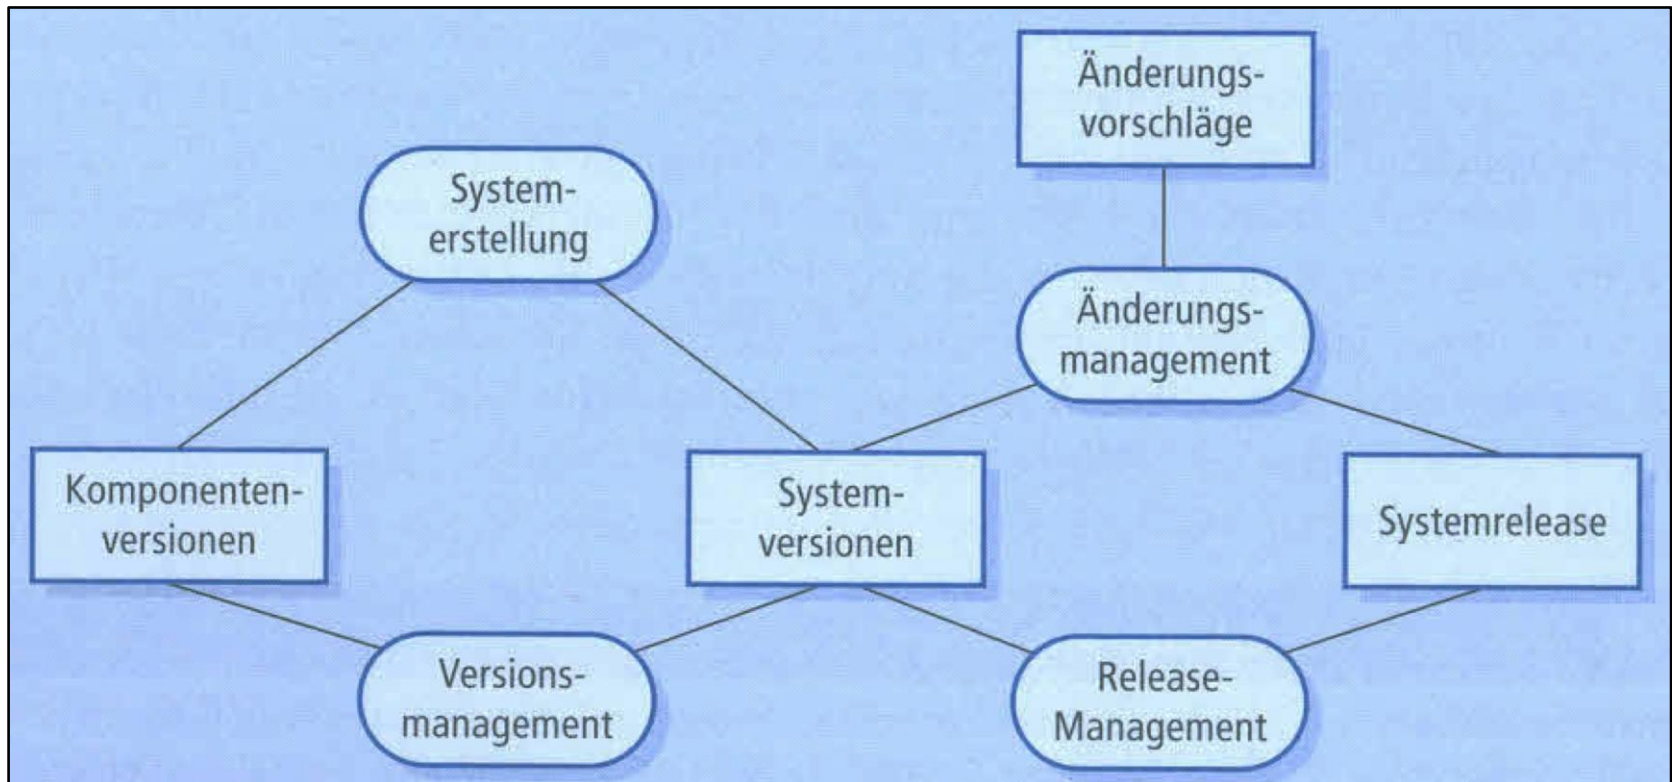 Änderungs-
vorschläge
System-
erstellung
Änderungs-
management
Komponenten-
versionen
System-
versionen
Systemrelease
Versions-
management
Release-
Management